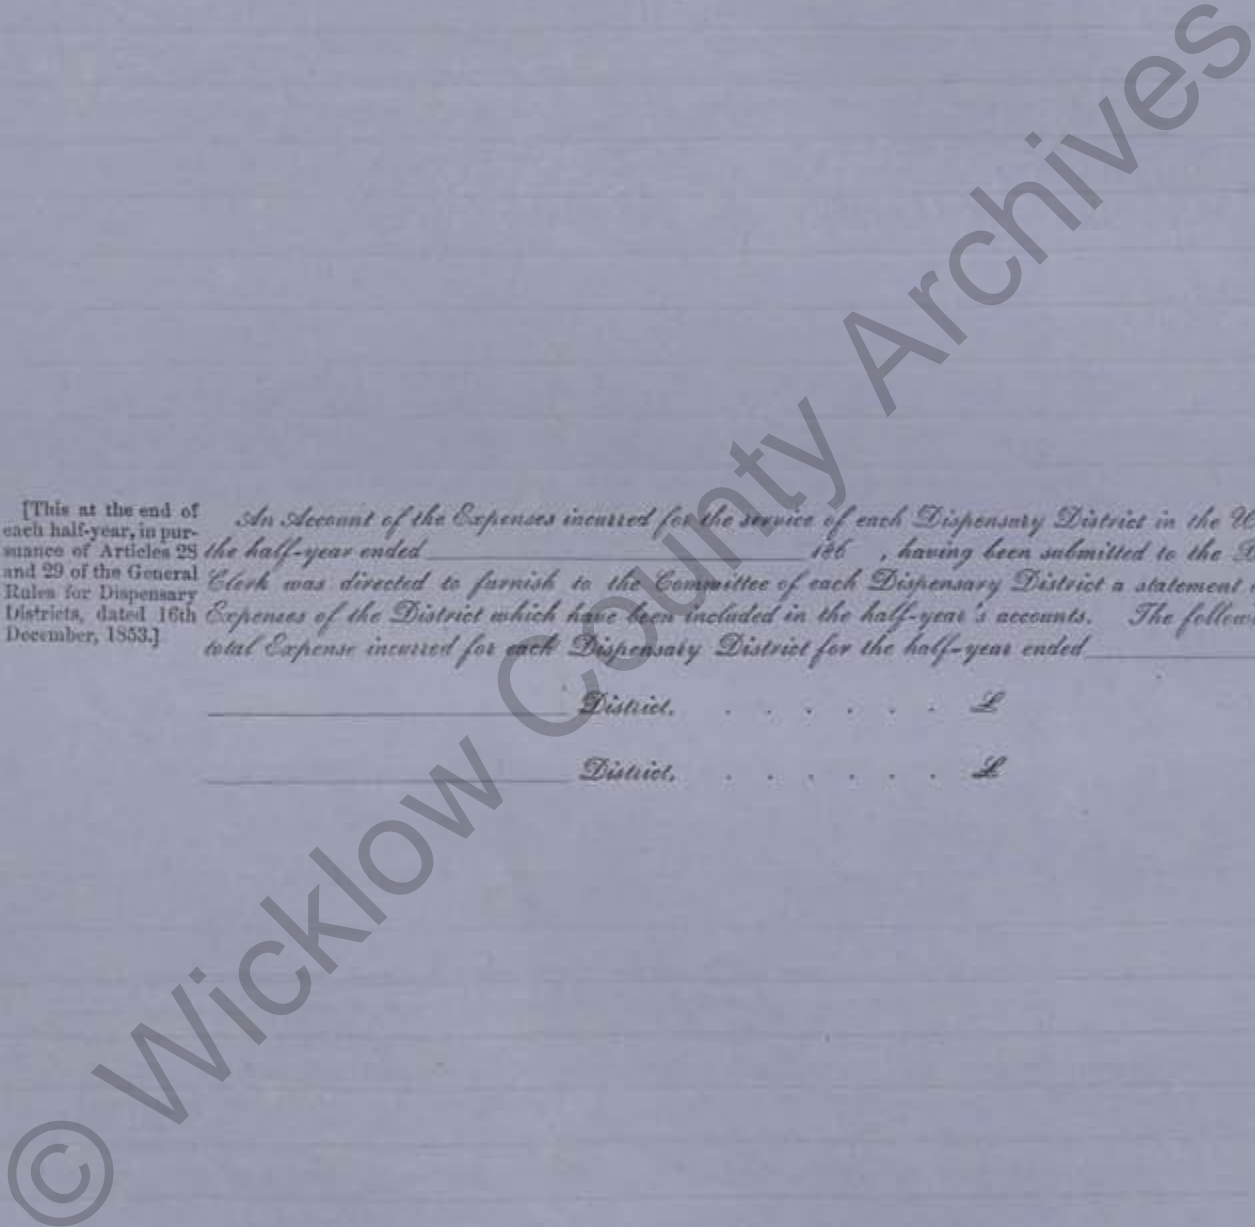 [This at the end of
each half-year, in pur-
suance of Articles 28
and 29 of the General
Rules for Dispensary
Districts, dated 16th
December, 1853.]
An Account of the Expenses incurred for the service of each Dispensary District in the
the half-year ended 186 , having been submitted to the
Clerk was directed to furnish to the Committee of each Dispensary District a statement
Expenses of the District which have been included in the half-year's accounts. The
total Expense incurred for each Dispensary District for the half-year ended
District, . . . . . . £
District, . . . . . . £
© Wicklow County Archives